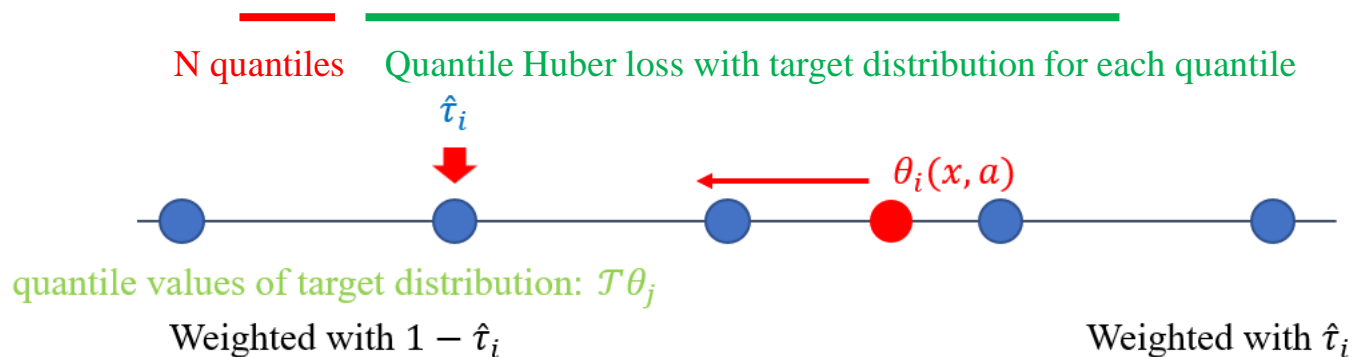 N quantiles Quantile Huber loss with target distribution for each quantile
τ̂ᵢ
θᵢ(x, a)
quantile values of target distribution: 𝒯θⱼ
Weighted with 1 − τ̂ᵢ Weighted with τ̂ᵢ